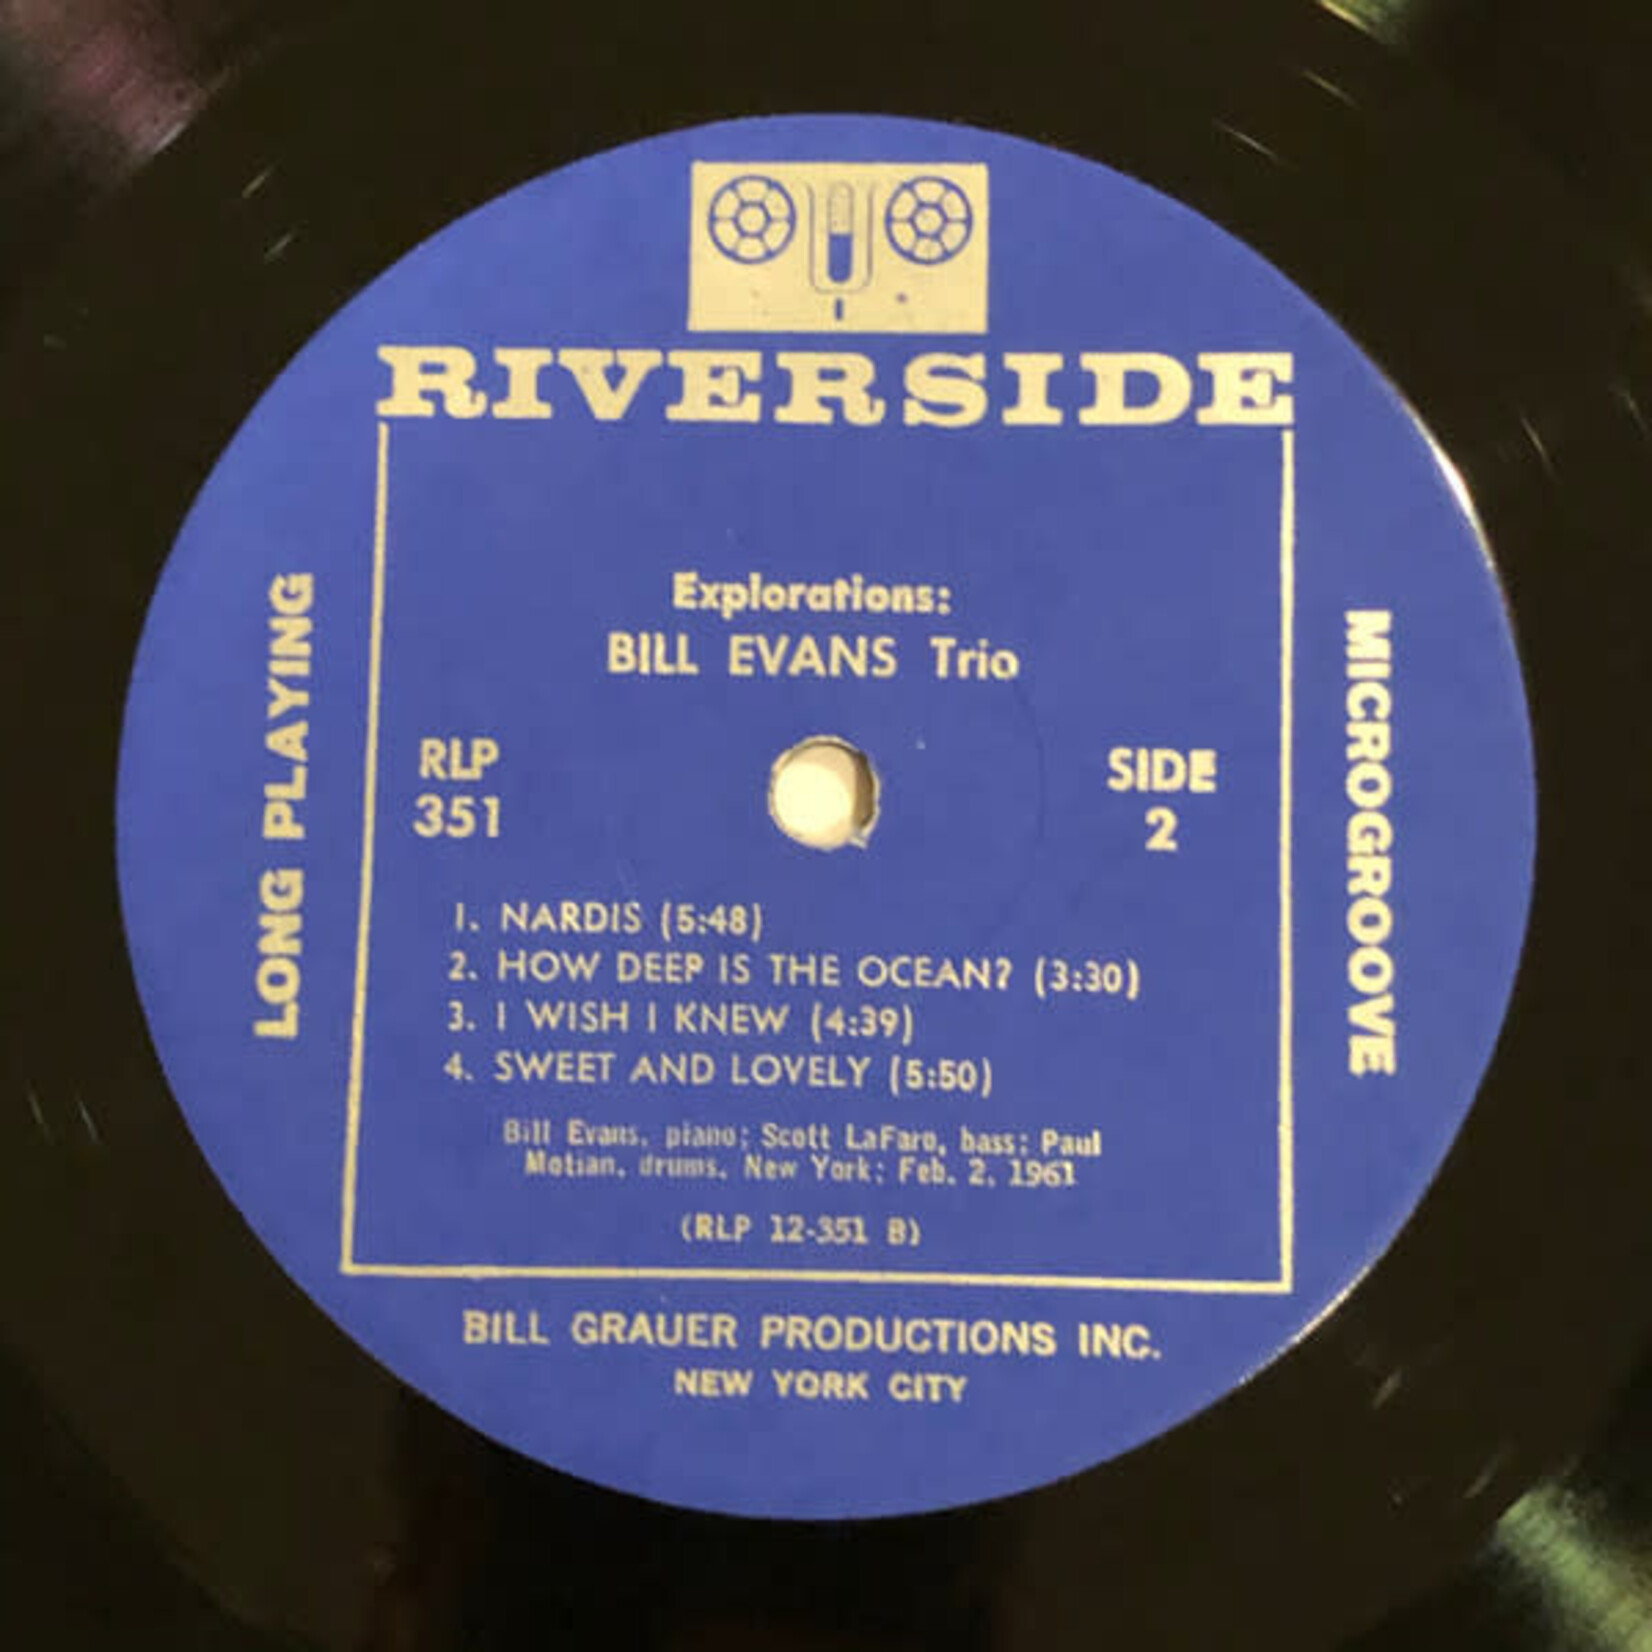 RIVERSIDE
Explorations:
BILL EVANS Trio
RLP
351
SIDE
2
LONG PLAYING
MICROGROOVE
1. NARDIS (5:48)
2. HOW DEEP IS THE OCEAN? (3:30)
3. I WISH I KNEW (4:39)
4. SWEET AND LOVELY (5:50)
Bill Evans, piano; Scott LaFaro, bass; Paul
Motian, drums. New York; Feb. 2, 1961
(RLP 12-351 B)
BILL GRAUER PRODUCTIONS INC.
NEW YORK CITY